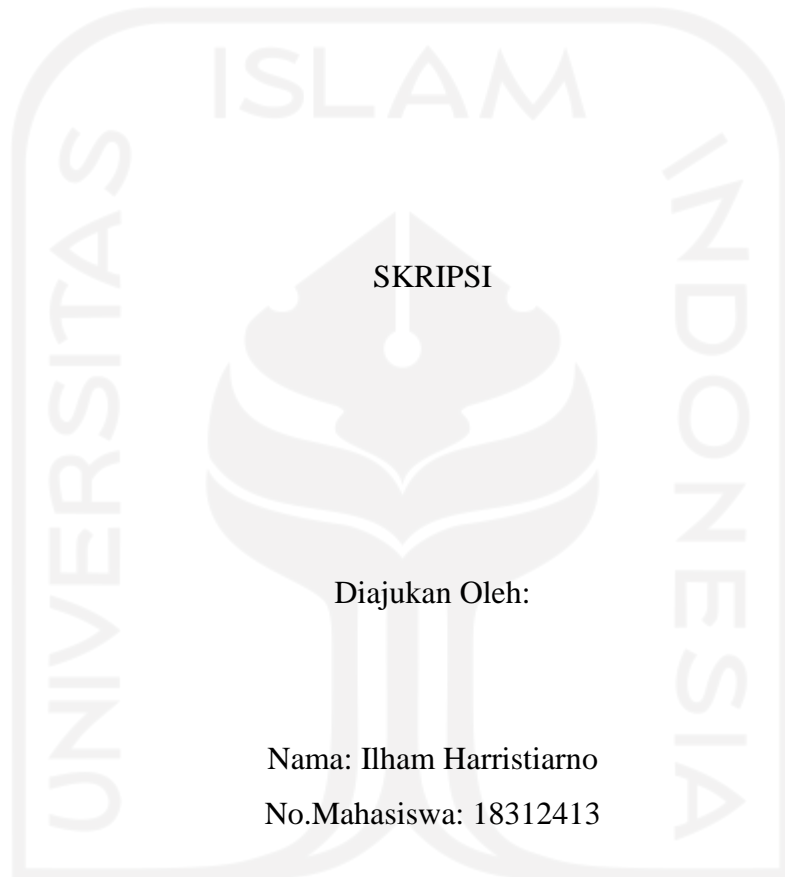 UNIVERSITAS
ISLAM
INDONESIA
SKRIPSI
Diajukan Oleh:
Nama: Ilham Harristiarno
No.Mahasiswa: 18312413